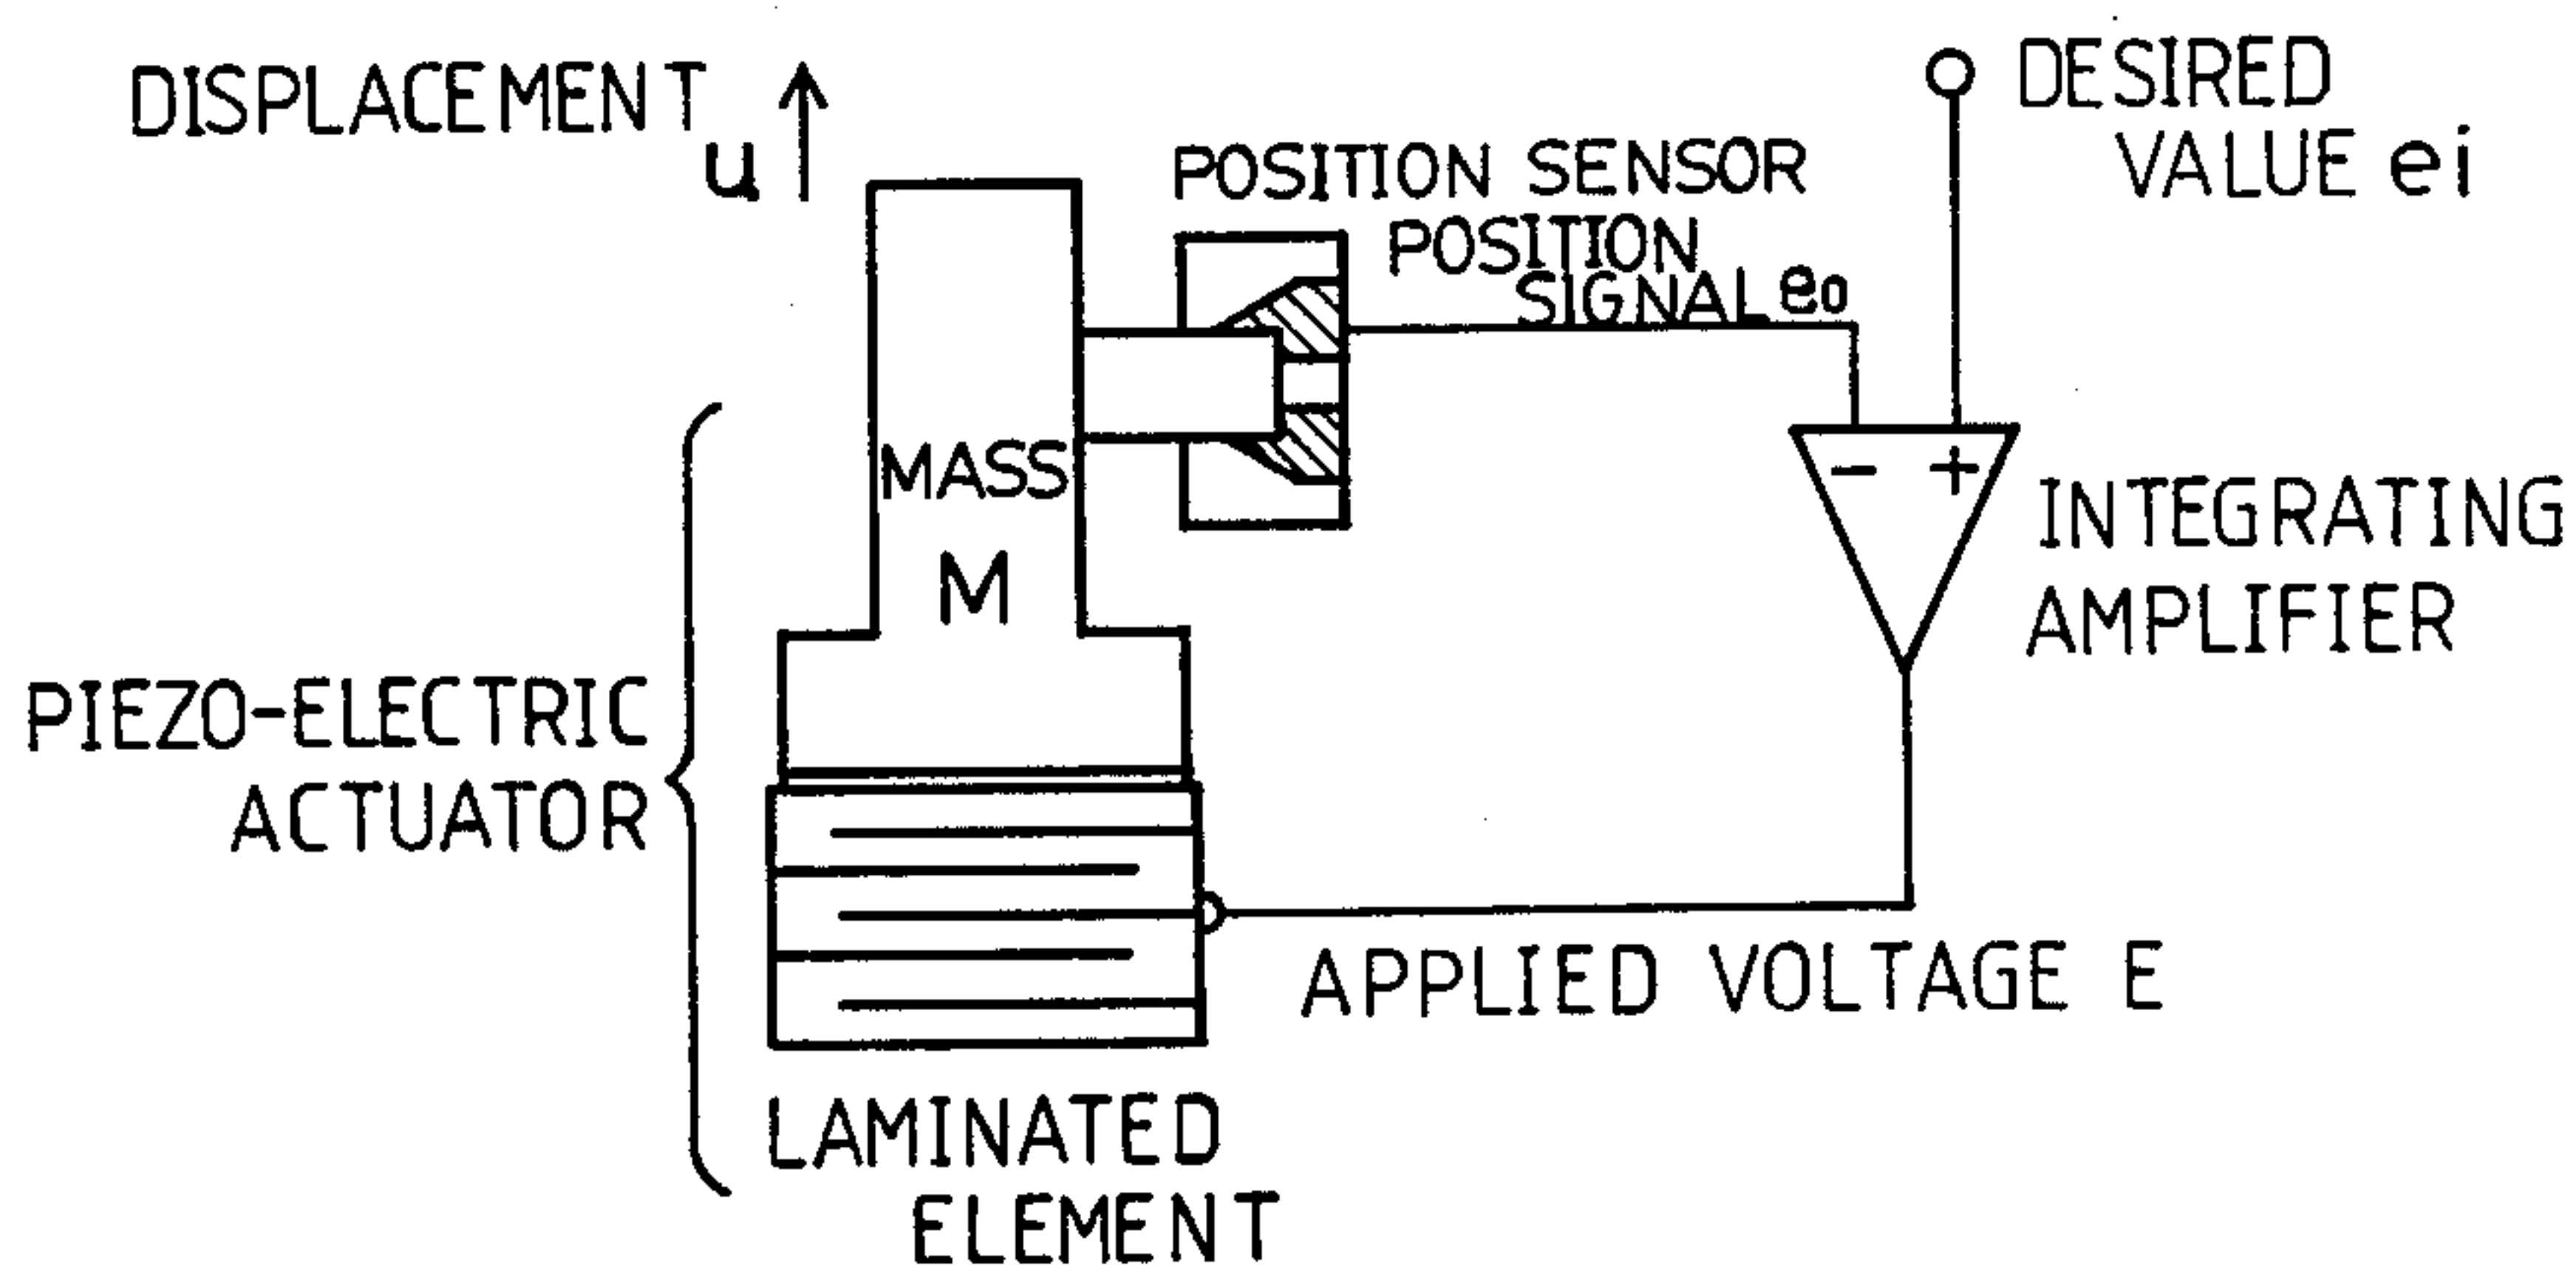 DISPLACEMENT
u
DESIRED
VALUE ei
POSITION SENSOR
POSITION
SIGNAL eo
MASS
M
- +
INTEGRATING
AMPLIFIER
PIEZO-ELECTRIC
ACTUATOR
APPLIED VOLTAGE E
LAMINATED
ELEMENT